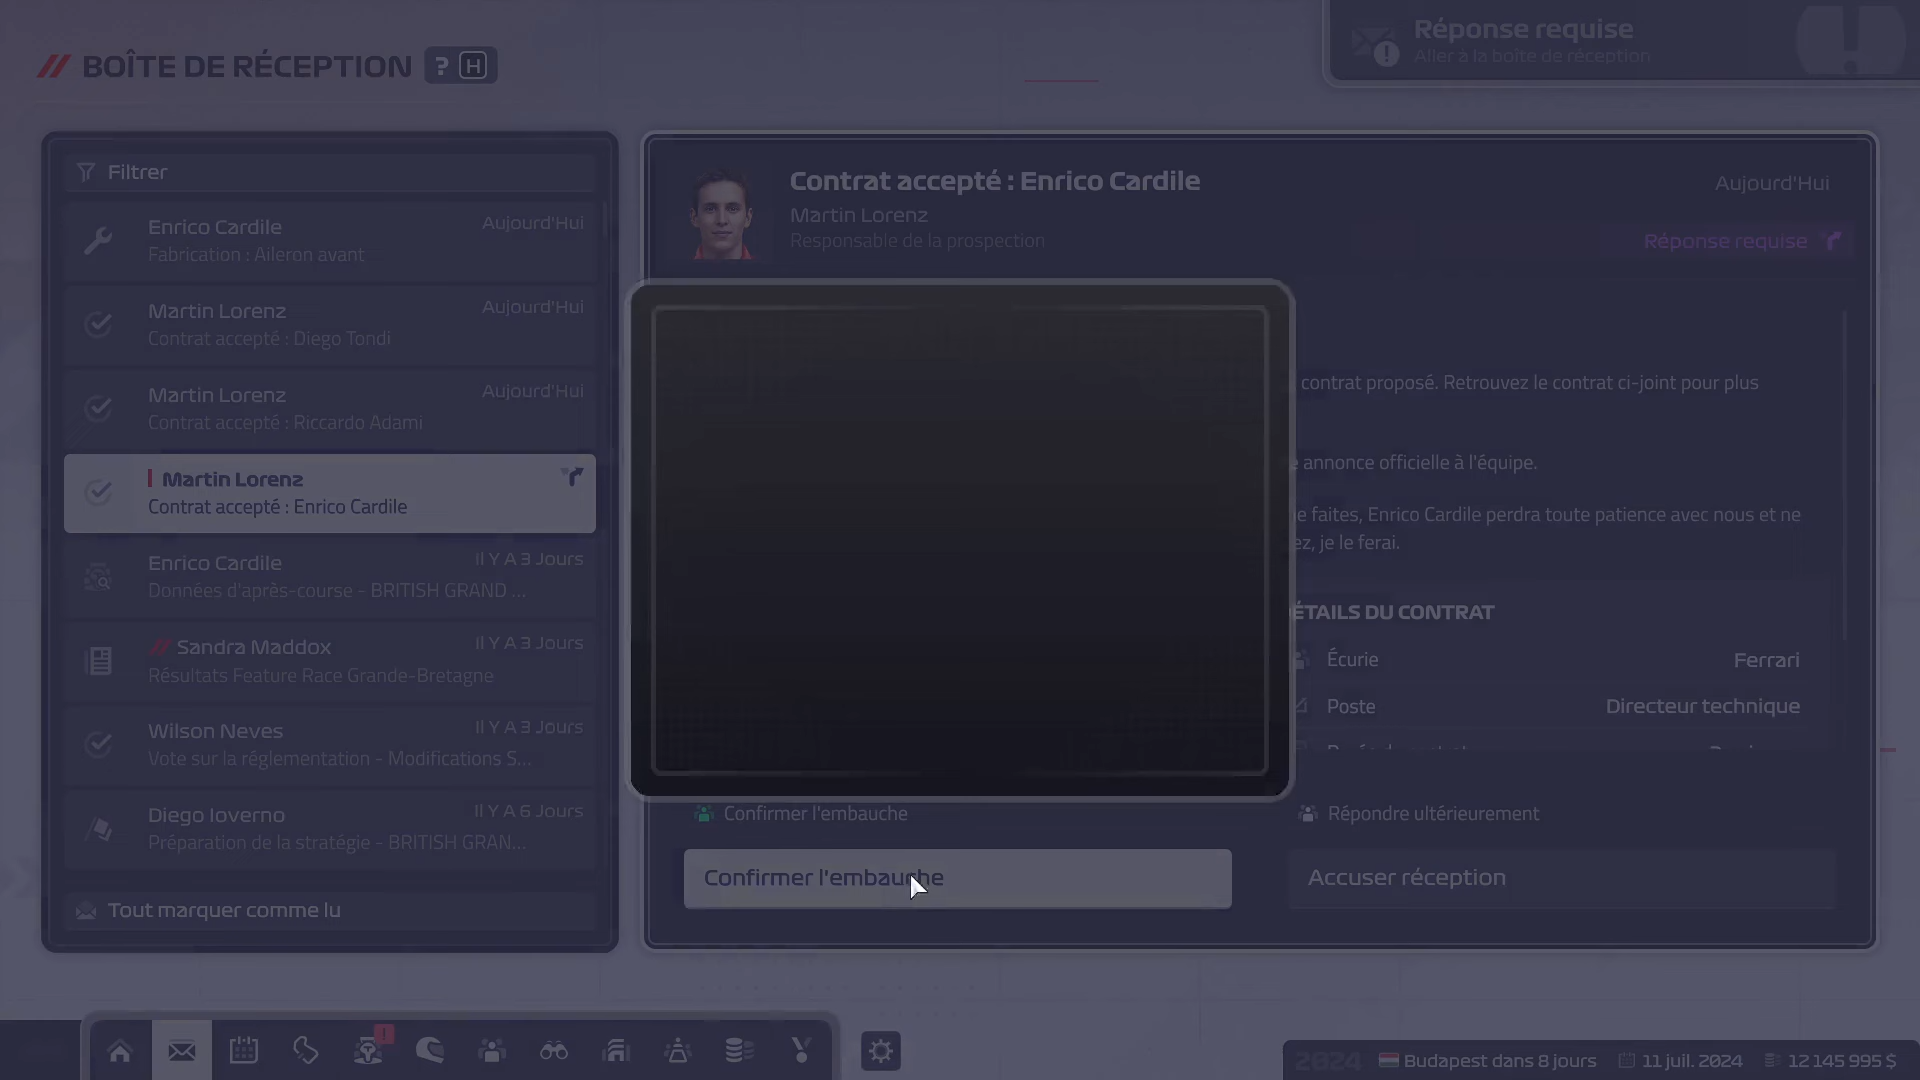 BOÎTE DE RÉCEPTION
? H
Réponse requise
Aller à la boîte de réception
Filtrer
Enrico Cardile
Aujourd'Hui
Fabrication : Aileron avant
Martin Lorenz
Aujourd'Hui
Contrat accepté : Diego Tondi
Martin Lorenz
Aujourd'Hui
Contrat accepté : Riccardo Adami
Martin Lorenz
Contrat accepté : Enrico Cardile
Enrico Cardile
Il Y A 3 Jours
Données d'après-course - BRITISH GRAND ...
Sandra Maddox
Il Y A 3 Jours
Résultats Feature Race Grande-Bretagne
Wilson Neves
Il Y A 3 Jours
Vote sur la réglementation - Modifications S...
Diego Ioverno
Il Y A 6 Jours
Préparation de la stratégie - BRITISH GRAN...
Tout marquer comme lu
Contrat accepté : Enrico Cardile
Aujourd'Hui
Martin Lorenz
Responsable de la prospection
Réponse requise
contrat proposé. Retrouvez le contrat ci-joint pour plus
annonce officielle à l'équipe.
faites, Enrico Cardile perdra toute patience avec nous et ne
je le ferai.
DÉTAILS DU CONTRAT
Écurie Ferrari
Poste Directeur technique
Confirmer l'embauche
Répondre ultérieurement
Confirmer l'embauche
Accuser réception
2024 Budapest dans 8 jours 11 juil. 2024 12 145 995 $